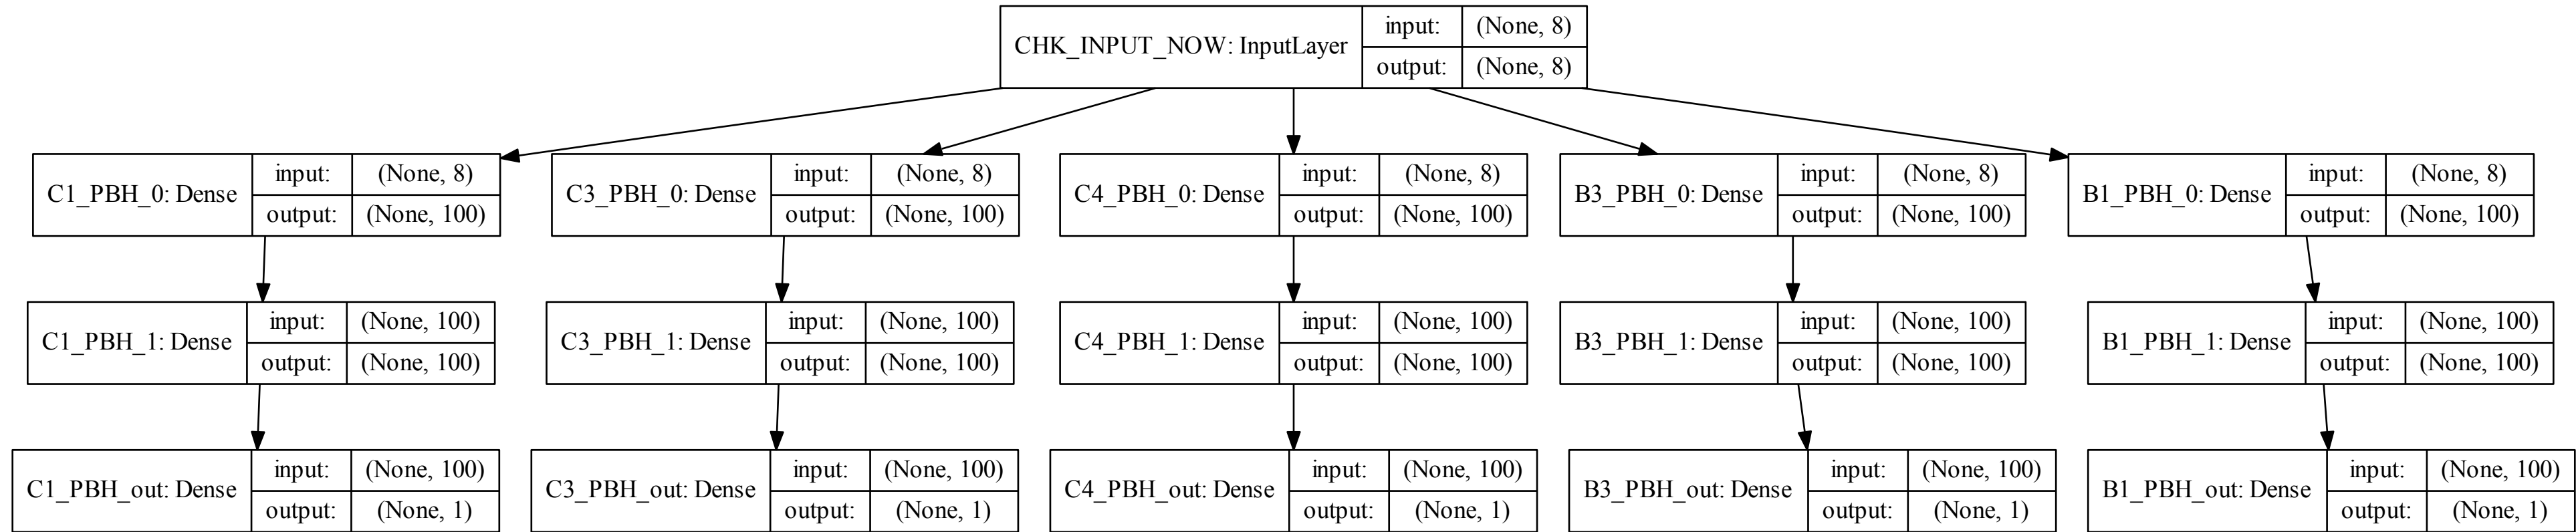 CHK_INPUT_NOW: InputLayer input: (None, 8)
output: (None, 8)
C1_PBH_0: Dense input: (None, 8)
output: (None, 100)
C3_PBH_0: Dense input: (None, 8)
output: (None, 100)
C4_PBH_0: Dense input: (None, 8)
output: (None, 100)
B3_PBH_0: Dense input: (None, 8)
output: (None, 100)
B1_PBH_0: Dense input: (None, 8)
output: (None, 100)
C1_PBH_1: Dense input: (None, 100)
output: (None, 100)
C3_PBH_1: Dense input: (None, 100)
output: (None, 100)
C4_PBH_1: Dense input: (None, 100)
output: (None, 100)
B3_PBH_1: Dense input: (None, 100)
output: (None, 100)
B1_PBH_1: Dense input: (None, 100)
output: (None, 100)
C1_PBH_out: Dense input: (None, 100)
output: (None, 1)
C3_PBH_out: Dense input: (None, 100)
output: (None, 1)
C4_PBH_out: Dense input: (None, 100)
output: (None, 1)
B3_PBH_out: Dense input: (None, 100)
output: (None, 1)
B1_PBH_out: Dense input: (None, 100)
output: (None, 1)